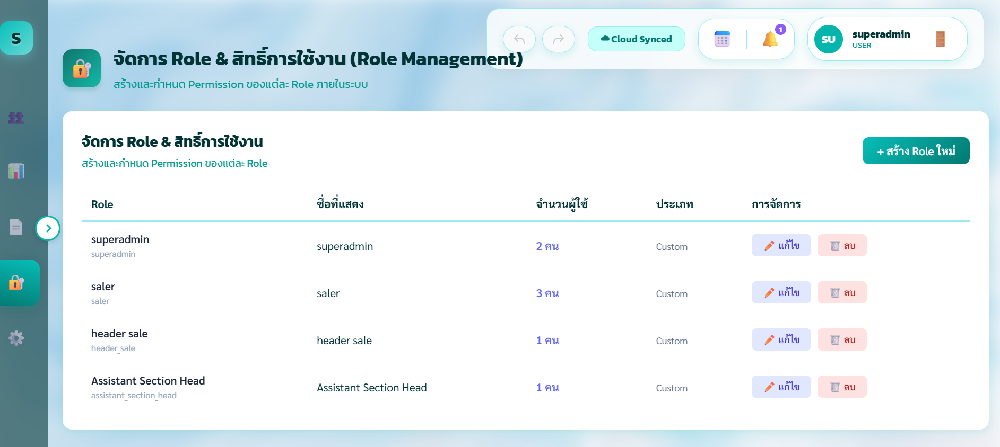 S
Cloud Synced
1
SU
superadmin
USER
จัดการ Role & สิทธิ์การใช้งาน (Role Management)
สร้างและกำหนด Permission ของแต่ละ Role ภายในระบบ
จัดการ Role & สิทธิ์การใช้งาน
สร้างและกำหนด Permission ของแต่ละ Role
+ สร้าง Role ใหม่
Role ชื่อที่แสดง จำนวนผู้ใช้ ประเภท การจัดการ
superadmin
superadmin
superadmin 2 คน Custom แก้ไข ลบ
saler
saler
saler 3 คน Custom แก้ไข ลบ
header sale
header_sale
header sale 1 คน Custom แก้ไข ลบ
Assistant Section Head
assistant_section_head
Assistant Section Head 1 คน Custom แก้ไข ลบ